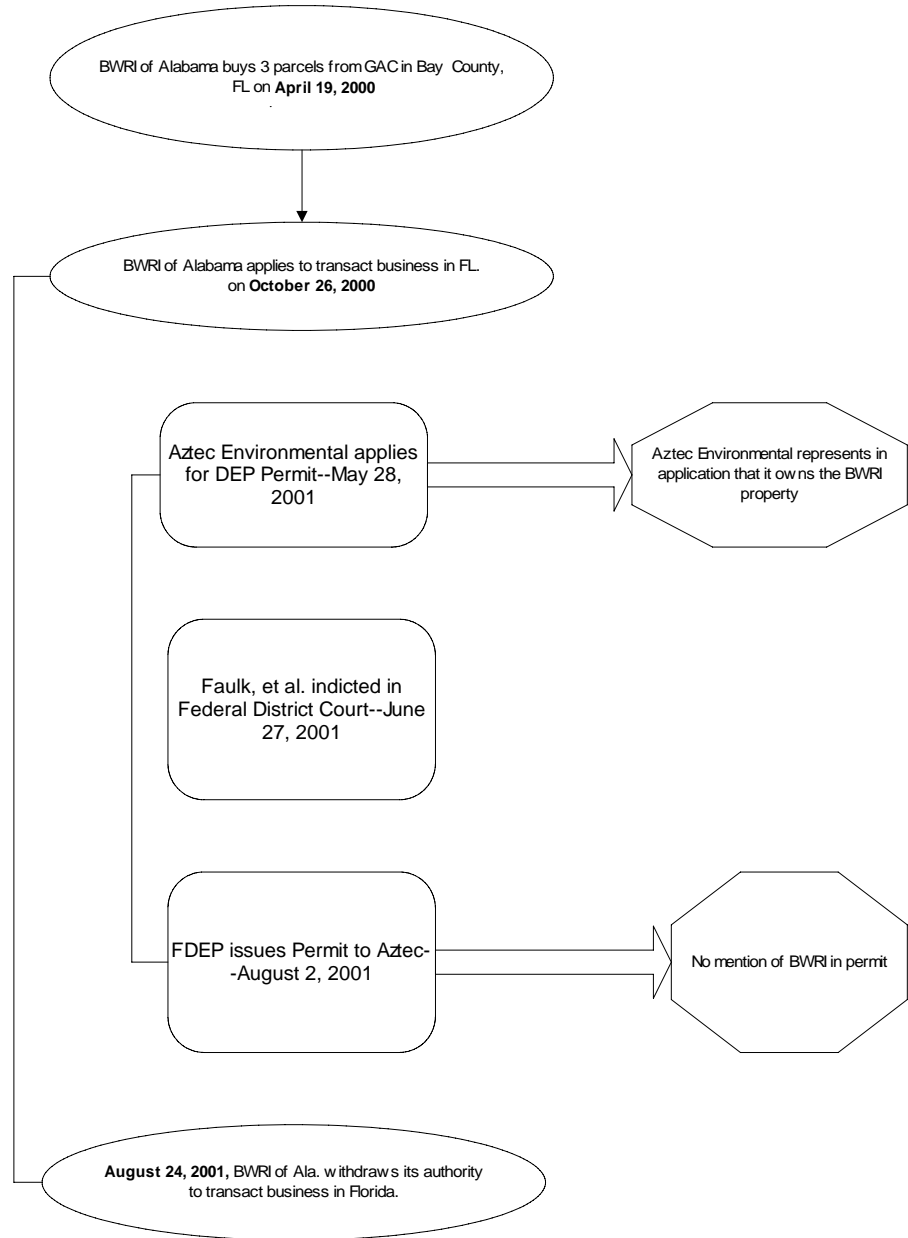 BWRI of Alabama buys 3 parcels from GAC in Bay County,
FL on April 19, 2000
.
BWRI of Alabama applies to transact business in FL.
on October 26, 2000
Aztec Environmental applies
for DEP Permit--May 28,
2001
Aztec Environmental represents in
application that it owns the BWRI
property
Faulk, et al. indicted in
Federal District Court--June
27, 2001
FDEP issues Permit to Aztec-
-August 2, 2001
No mention of BWRI in permit
August 24, 2001, BWRI of Ala. withdraws its authority
to transact business in Florida.